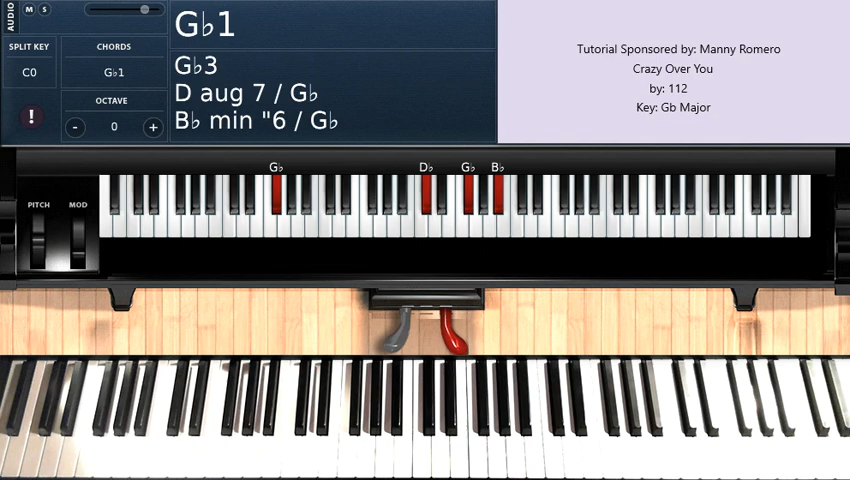 AUDIO
M S
G♭1
SPLIT KEY
CHORDS
C0
G♭1
G♭3
D aug 7 / G♭
B♭ min "6 / G♭
OCTAVE
!
- 0 +
Tutorial Sponsored by: Manny Romero
Crazy Over You
by: 112
Key: Gb Major
G♭ D♭ G♭ B♭
PITCH MOD